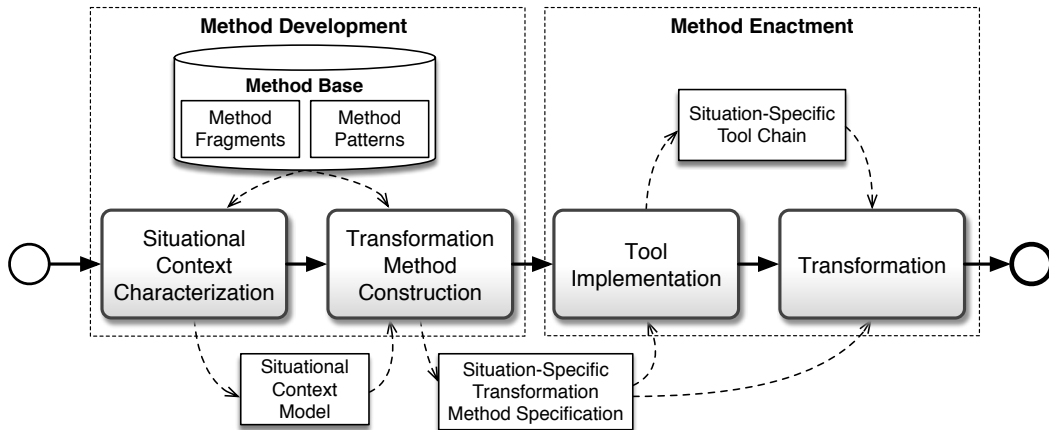 Method Development
Method Enactment
Method Base
Method
Fragments
Method
Patterns
Situation-Specific
Tool Chain
Situational
Context
Characterization
Transformation
Method
Construction
Tool
Implementation
Transformation
Situational
Context
Model
Situation-Specific
Transformation
Method Specification